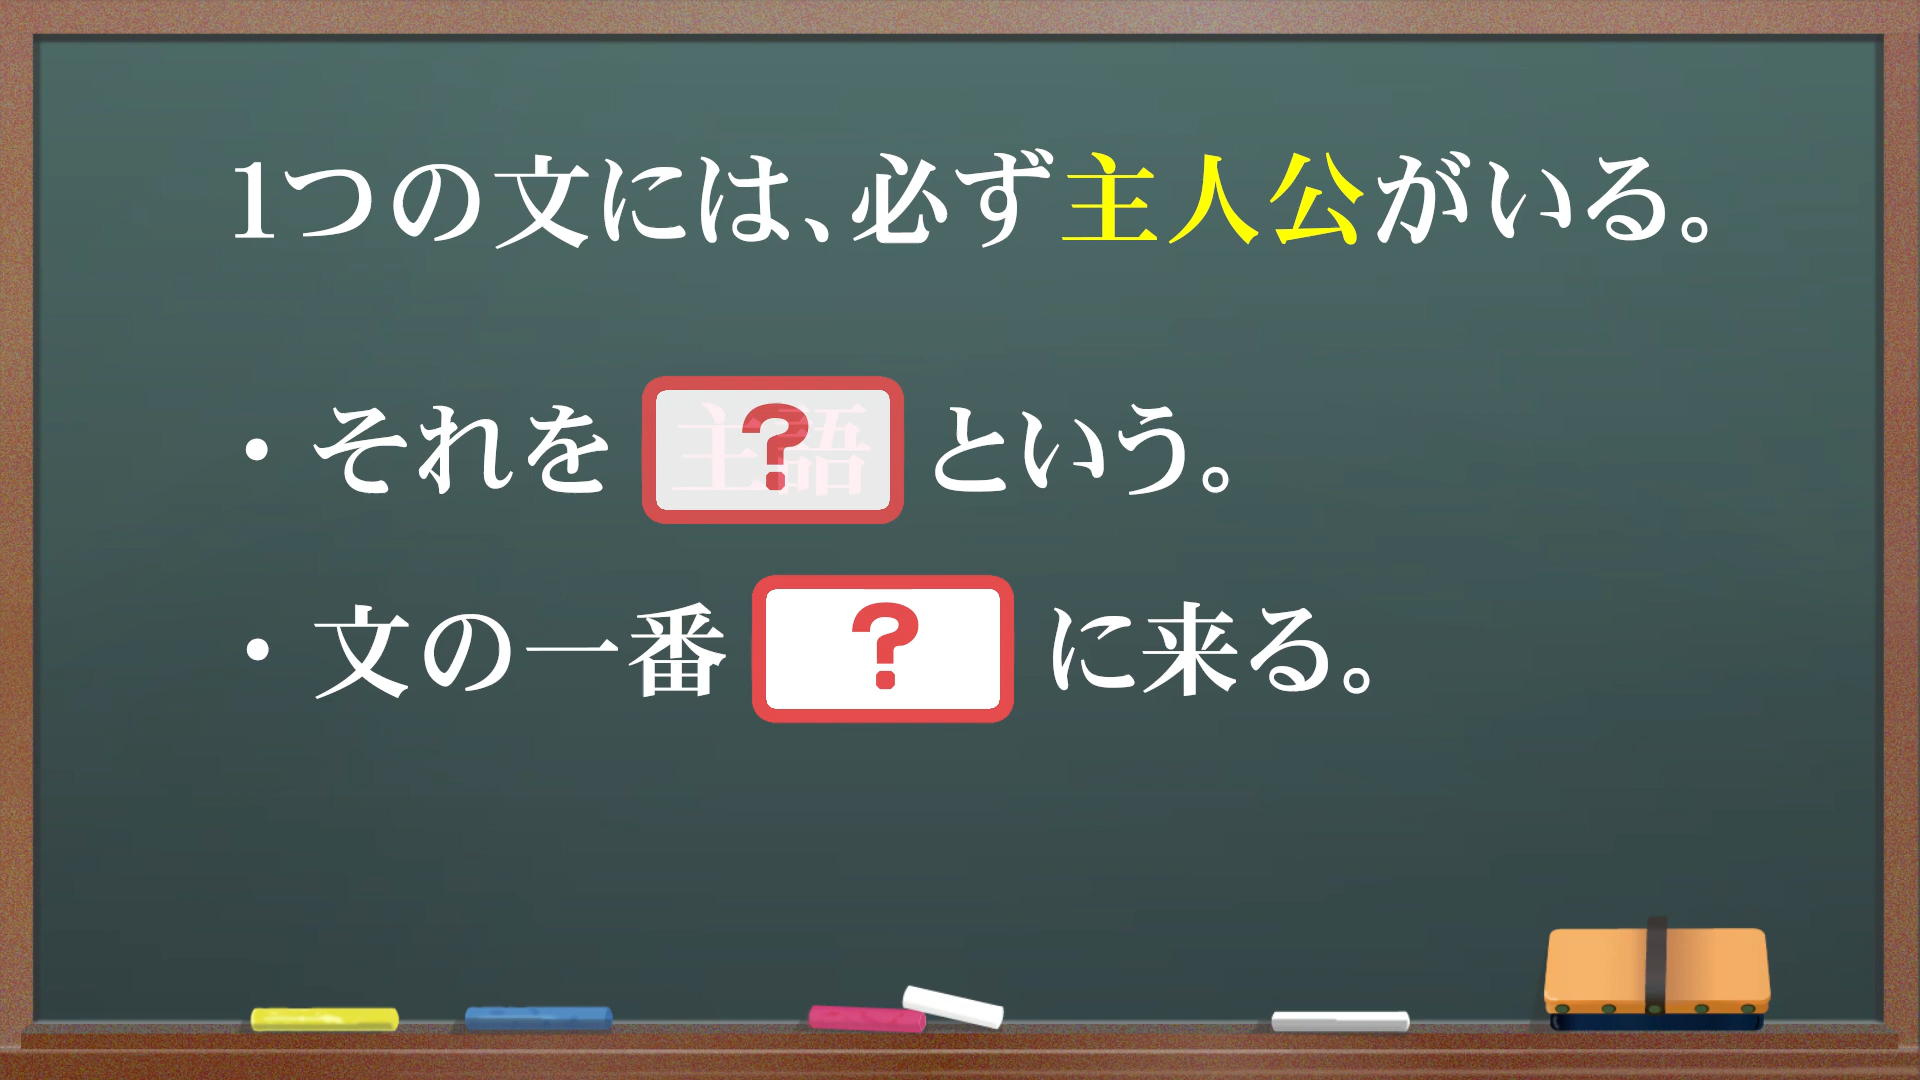 1つの文には、必ず主人公がいる。
・それを 主語 ? という。
・文の一番 ? に来る。